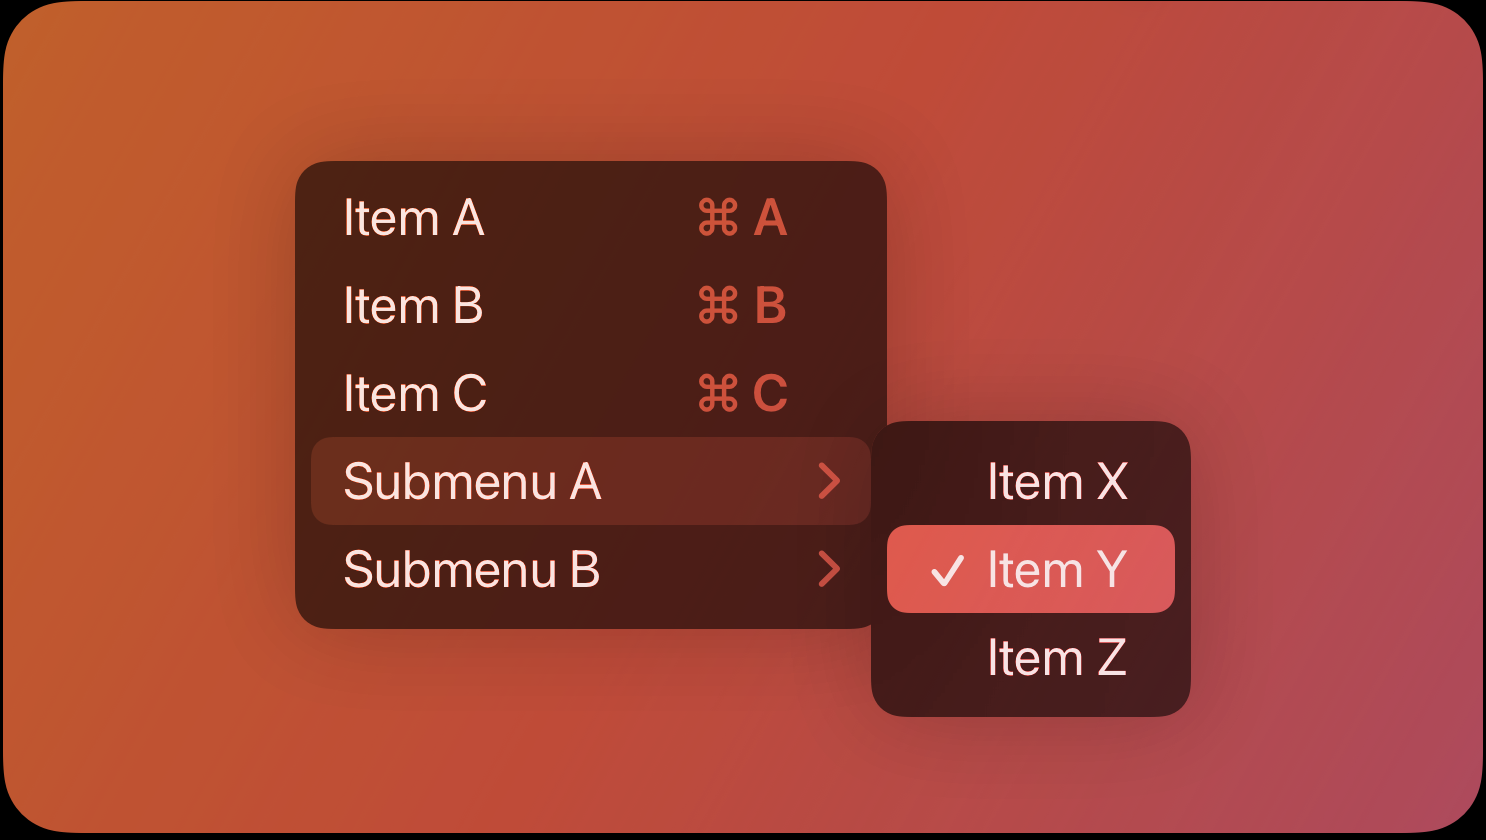 Item A ⌘ A
Item B ⌘ B
Item C ⌘ C
Submenu A
Submenu B
Item X
✓ Item Y
Item Z